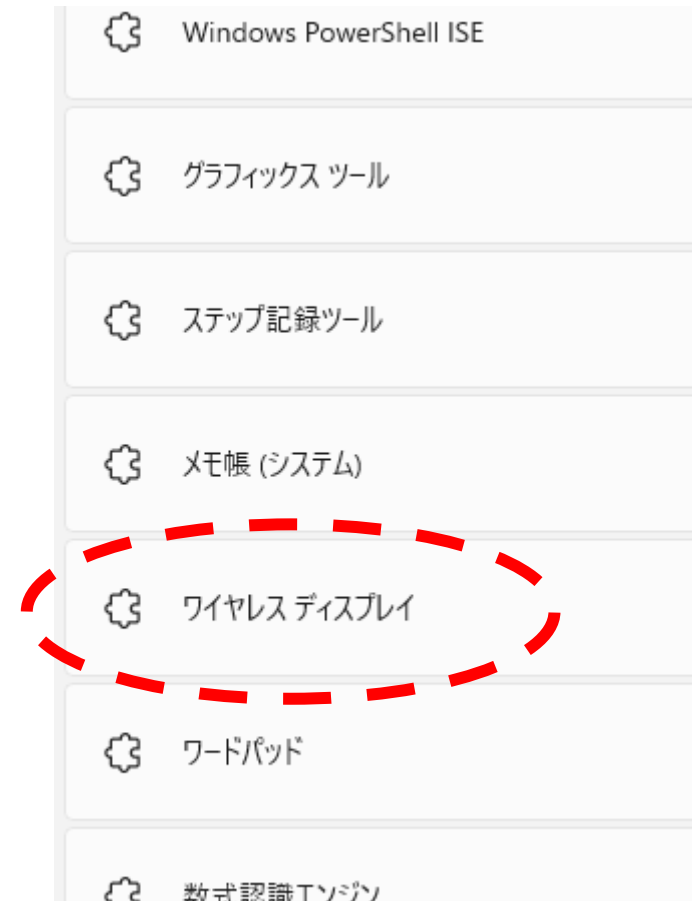 Windows PowerShell ISE
グラフィックス ツール
ステップ記録ツール
メモ帳 (システム)
ワイヤレス ディスプレイ
ワードパッド
数式認識エンジン